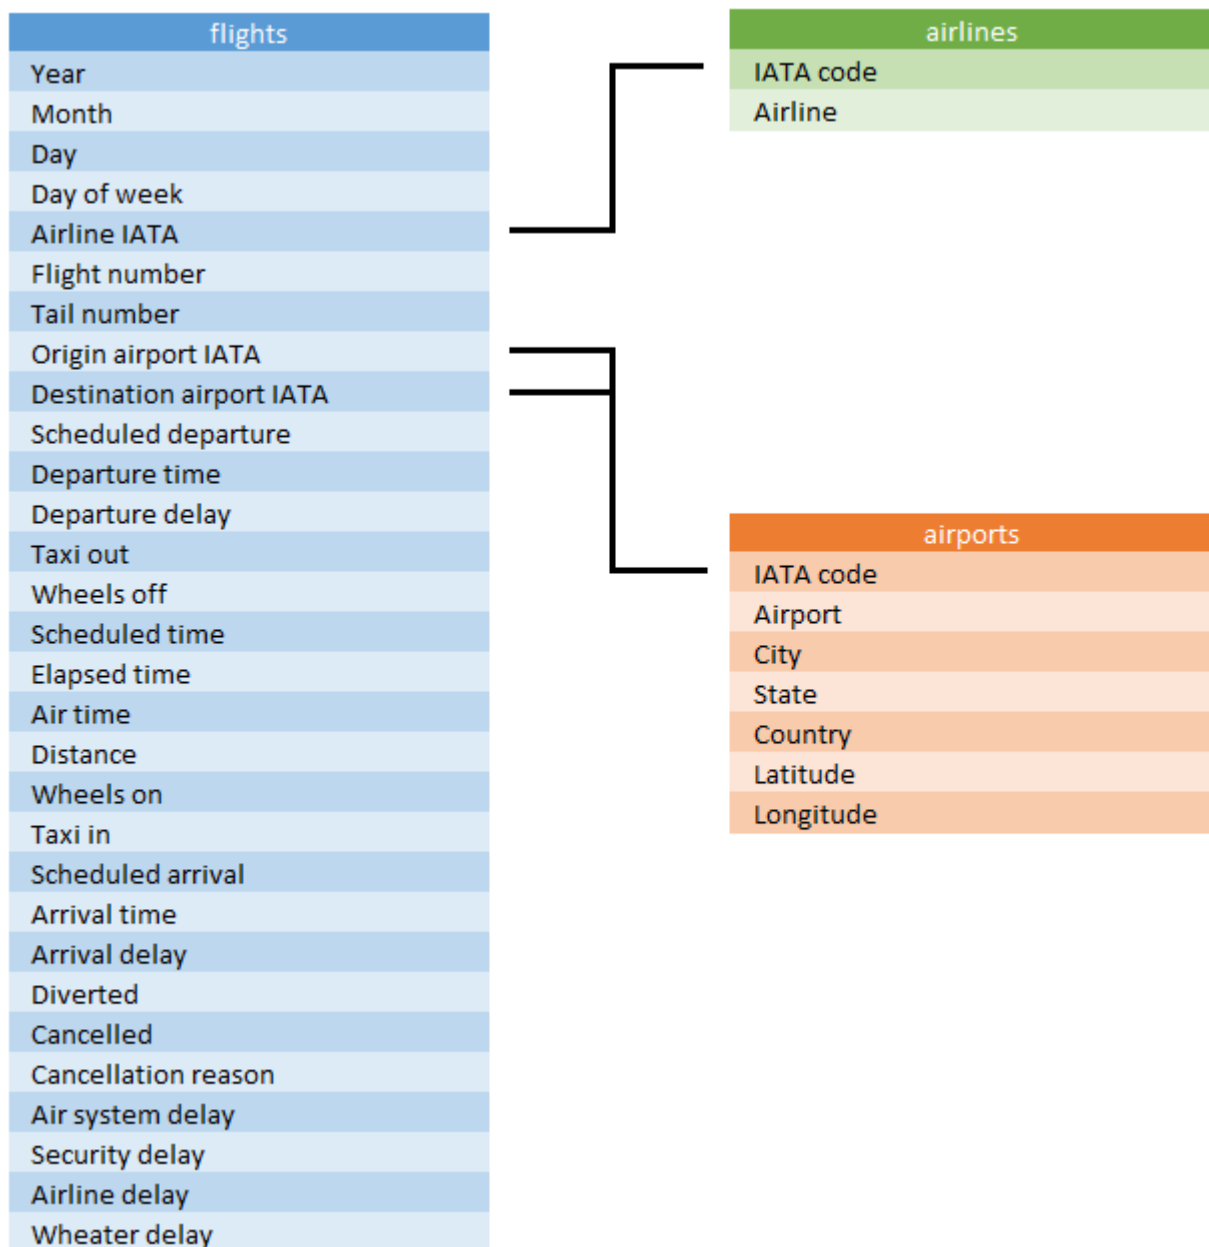 flights
Year
Month
Day
Day of week
Airline IATA
Flight number
Tail number
Origin airport IATA
Destination airport IATA
Scheduled departure
Departure time
Departure delay
Taxi out
Wheels off
Scheduled time
Elapsed time
Air time
Distance
Wheels on
Taxi in
Scheduled arrival
Arrival time
Arrival delay
Diverted
Cancelled
Cancellation reason
Air system delay
Security delay
Airline delay
Wheater delay
airlines
IATA code
Airline
airports
IATA code
Airport
City
State
Country
Latitude
Longitude